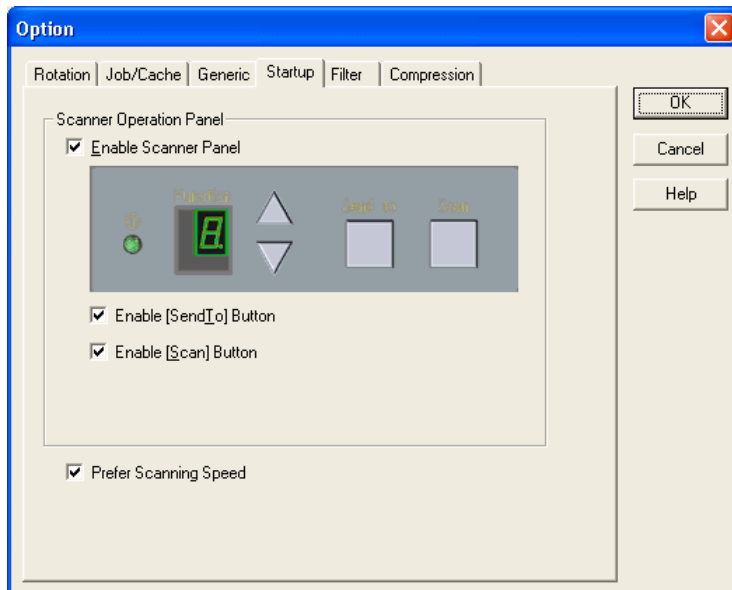 Option
Rotation Job/Cache Generic Startup Filter Compression
OK
Cancel
Help
Scanner Operation Panel
Enable Scanner Panel
Function
Send to Scan
8.
Enable [SendTo] Button
Enable [Scan] Button
Prefer Scanning Speed